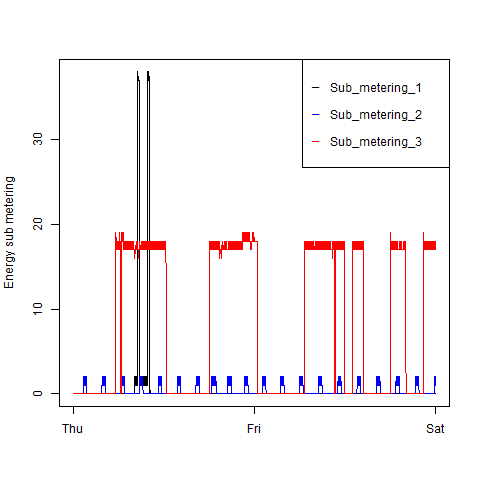 Sub_metering_1
Sub_metering_2
Sub_metering_3
Energy sub metering
30
20
10
0
Thu
Fri
Sat